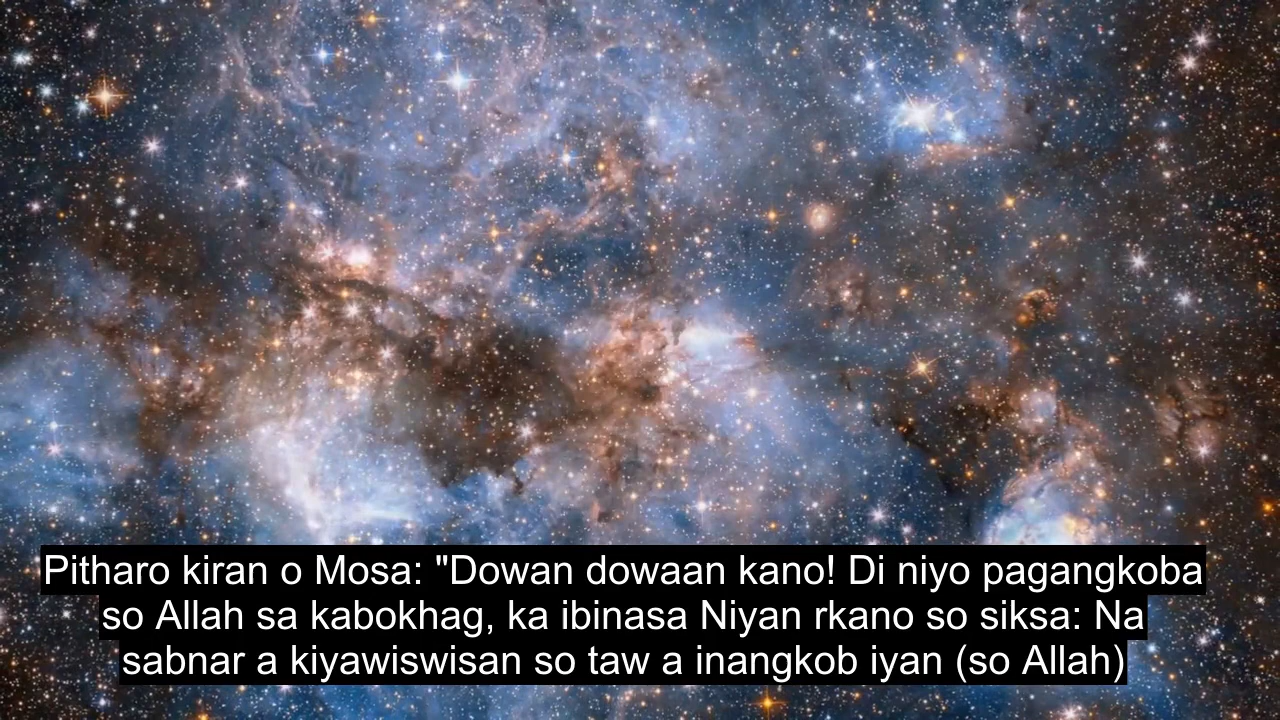 Pitharo kiran o Mosa: "Dowan dowaan kano! Di niyo pagangkoba
so Allah sa kabokhag, ka ibinasa Niyan rkano so siksa: Na
sabnar a kiyawiswisan so taw a inangkob iyan (so Allah)